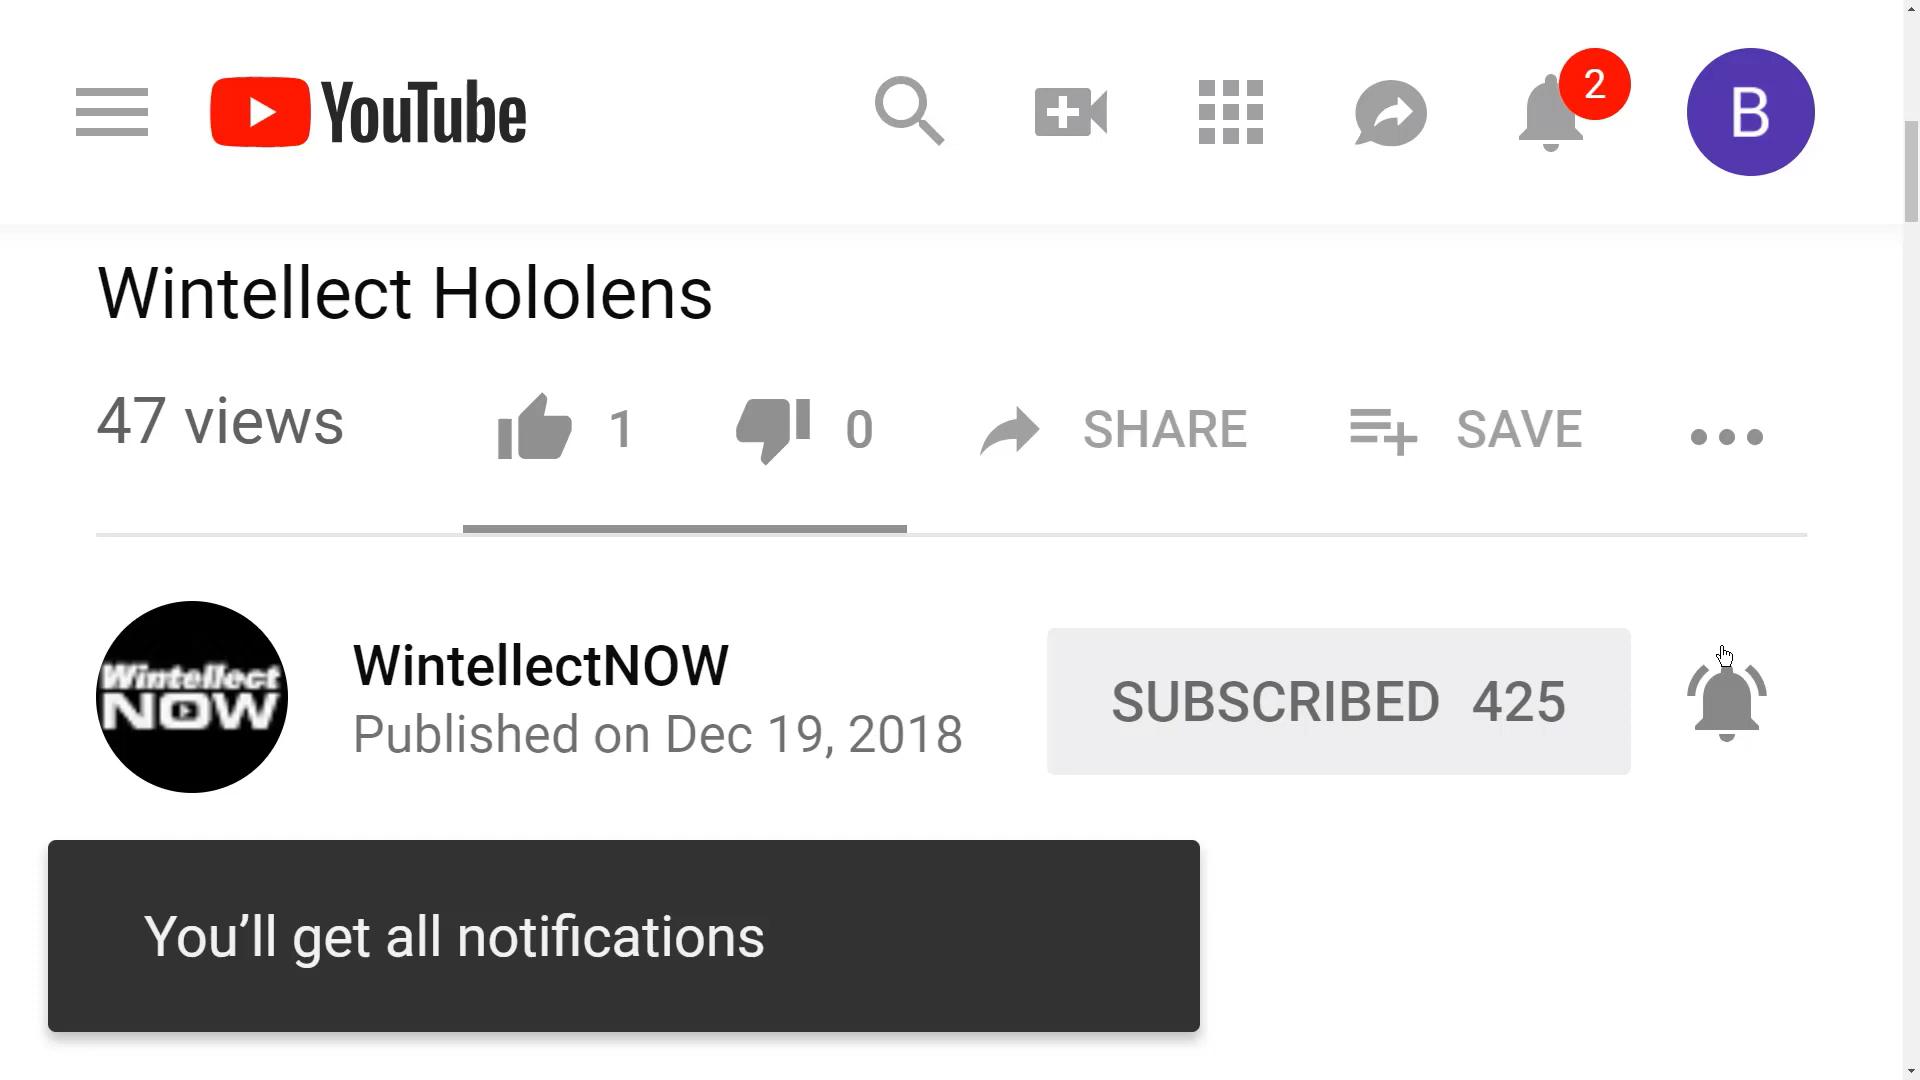 YouTube
2
B
Wintellect Hololens
47 views 1 0 SHARE SAVE
Wintellect
NOW
WintellectNOW
Published on Dec 19, 2018
SUBSCRIBED 425
You’ll get all notifications